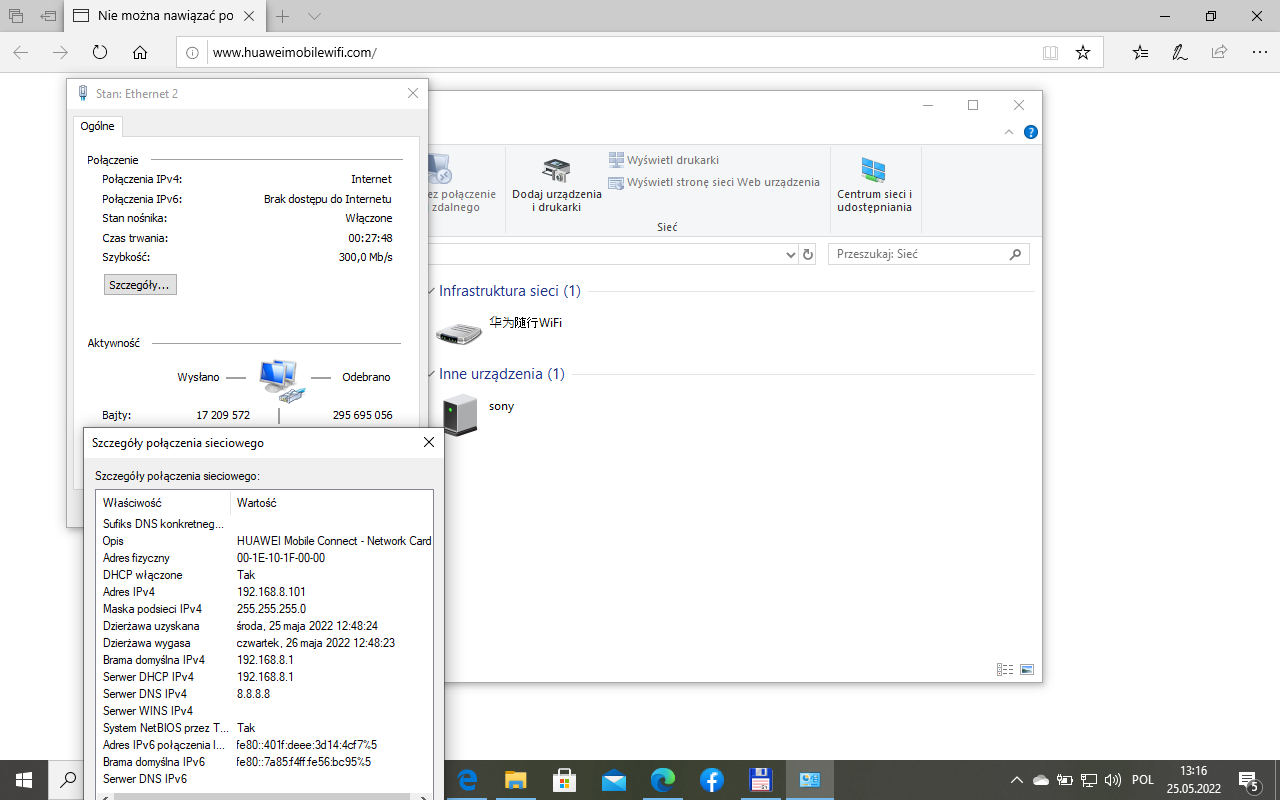 Nie można nawiązać po
www.huaweimobilewifi.com/
Stan: Ethernet 2
Ogólne
Połączenie
Połączenia IPv4: Internet
Połączenia IPv6: Brak dostępu do Internetu
Stan nośnika: Włączone
Czas trwania: 00:27:48
Szybkość: 300,0 Mb/s
Szczegóły...
Aktywność
Wysłano — — Odebrano
Bajty: 17 209 572 295 695 056
połączenie
zdalnego
Dodaj urządzenia
i drukarki
Wyświetl drukarki
Wyświetl stronę sieci Web urządzenia
Sieć
Centrum sieci i
udostępniania
Przeszukaj: Sieć
Infrastruktura sieci (1)
华为随行WiFi
Inne urządzenia (1)
sony
Szczegóły połączenia sieciowego
Szczegóły połączenia sieciowego:
Właściwość Wartość
Sufiks DNS konkretneg...
Opis HUAWEI Mobile Connect - Network Card
Adres fizyczny 00-1E-10-1F-00-00
DHCP włączone Tak
Adres IPv4 192.168.8.101
Maska podsieci IPv4 255.255.255.0
Dzierżawa uzyskana środa, 25 maja 2022 12:48:24
Dzierżawa wygasa czwartek, 26 maja 2022 12:48:23
Brama domyślna IPv4 192.168.8.1
Serwer DHCP IPv4 192.168.8.1
Serwer DNS IPv4 8.8.8.8
Serwer WINS IPv4
System NetBIOS przez T... Tak
Adres IPv6 połączenia l... fe80::401f:deee:3d14:4cf7%5
Brama domyślna IPv6 fe80::7a85:f4ff:fe56:bc95%5
Serwer DNS IPv6
POL
13:16
25.05.2022
5